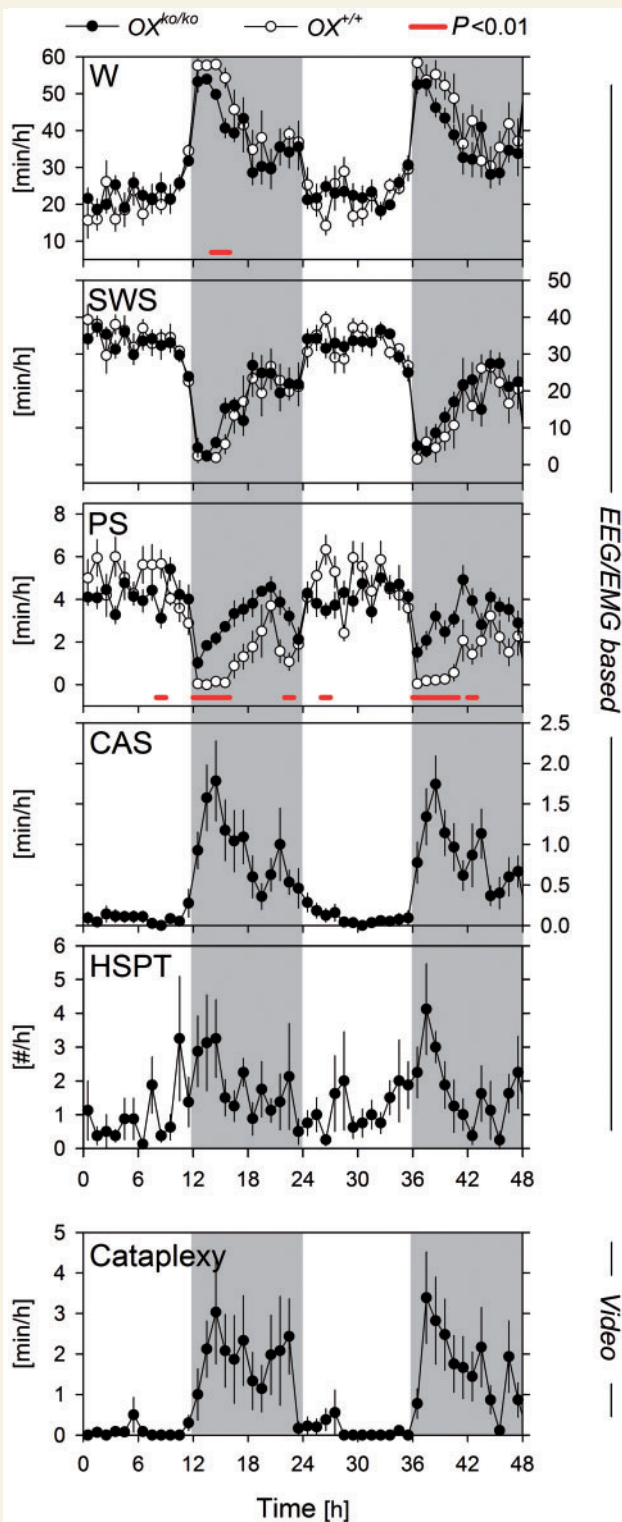 OX^ko/ko OX^+/+ P<0.01
W
60
50
40
30
20
10
[min/h]
SWS
50
40
30
20
10
0
[min/h]
PS
8
6
4
2
0
[min/h]
CAS
2.5
2.0
1.5
1.0
0.5
0.0
[min/h]
HSPT
6
5
4
3
2
1
0
[#/h]
0 6 12 18 24 30 36 42 48
EEG/EMG based
Cataplexy
5
4
3
2
1
0
[min/h]
0 6 12 18 24 30 36 42 48
Time [h]
Video